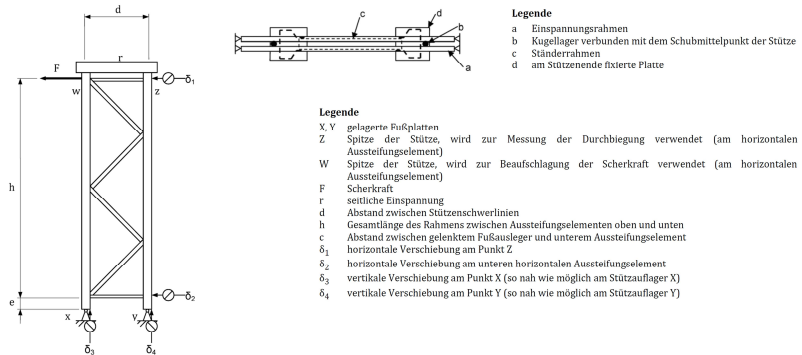 d
r
F
w
z
δ1
h
e
δ2
x
y
δ3
δ4
c
d
b
a
Legende
a Einspannungsrahmen
b Kugellager verbunden mit dem Schubmittelpunkt der Stütze
c Ständerrahmen
d am Stützenende fixierte Platte
Legende
X, Y gelagerte Fußplatten
Z Spitze der Stütze, wird zur Messung der Durchbiegung verwendet (am horizontalen
Aussteifungselement)
W Spitze der Stütze, wird zur Beaufschlagung der Scherkraft verwendet (am horizontalen
Aussteifungselement)
F Scherkraft
r seitliche Einspannung
d Abstand zwischen Stützenschwerlinien
h Gesamtlänge des Rahmens zwischen Aussteifungselementen oben und unten
c Abstand zwischen gelenktem Fußausleger und unterem Aussteifungselement
δ1 horizontale Verschiebung am Punkt Z
δ2 horizontale Verschiebung am unteren horizontalen Aussteifungselement
δ3 vertikale Verschiebung am Punkt X (so nah wie möglich am Stützauflager X)
δ4 vertikale Verschiebung am Punkt Y (so nah wie möglich am Stützauflager Y)